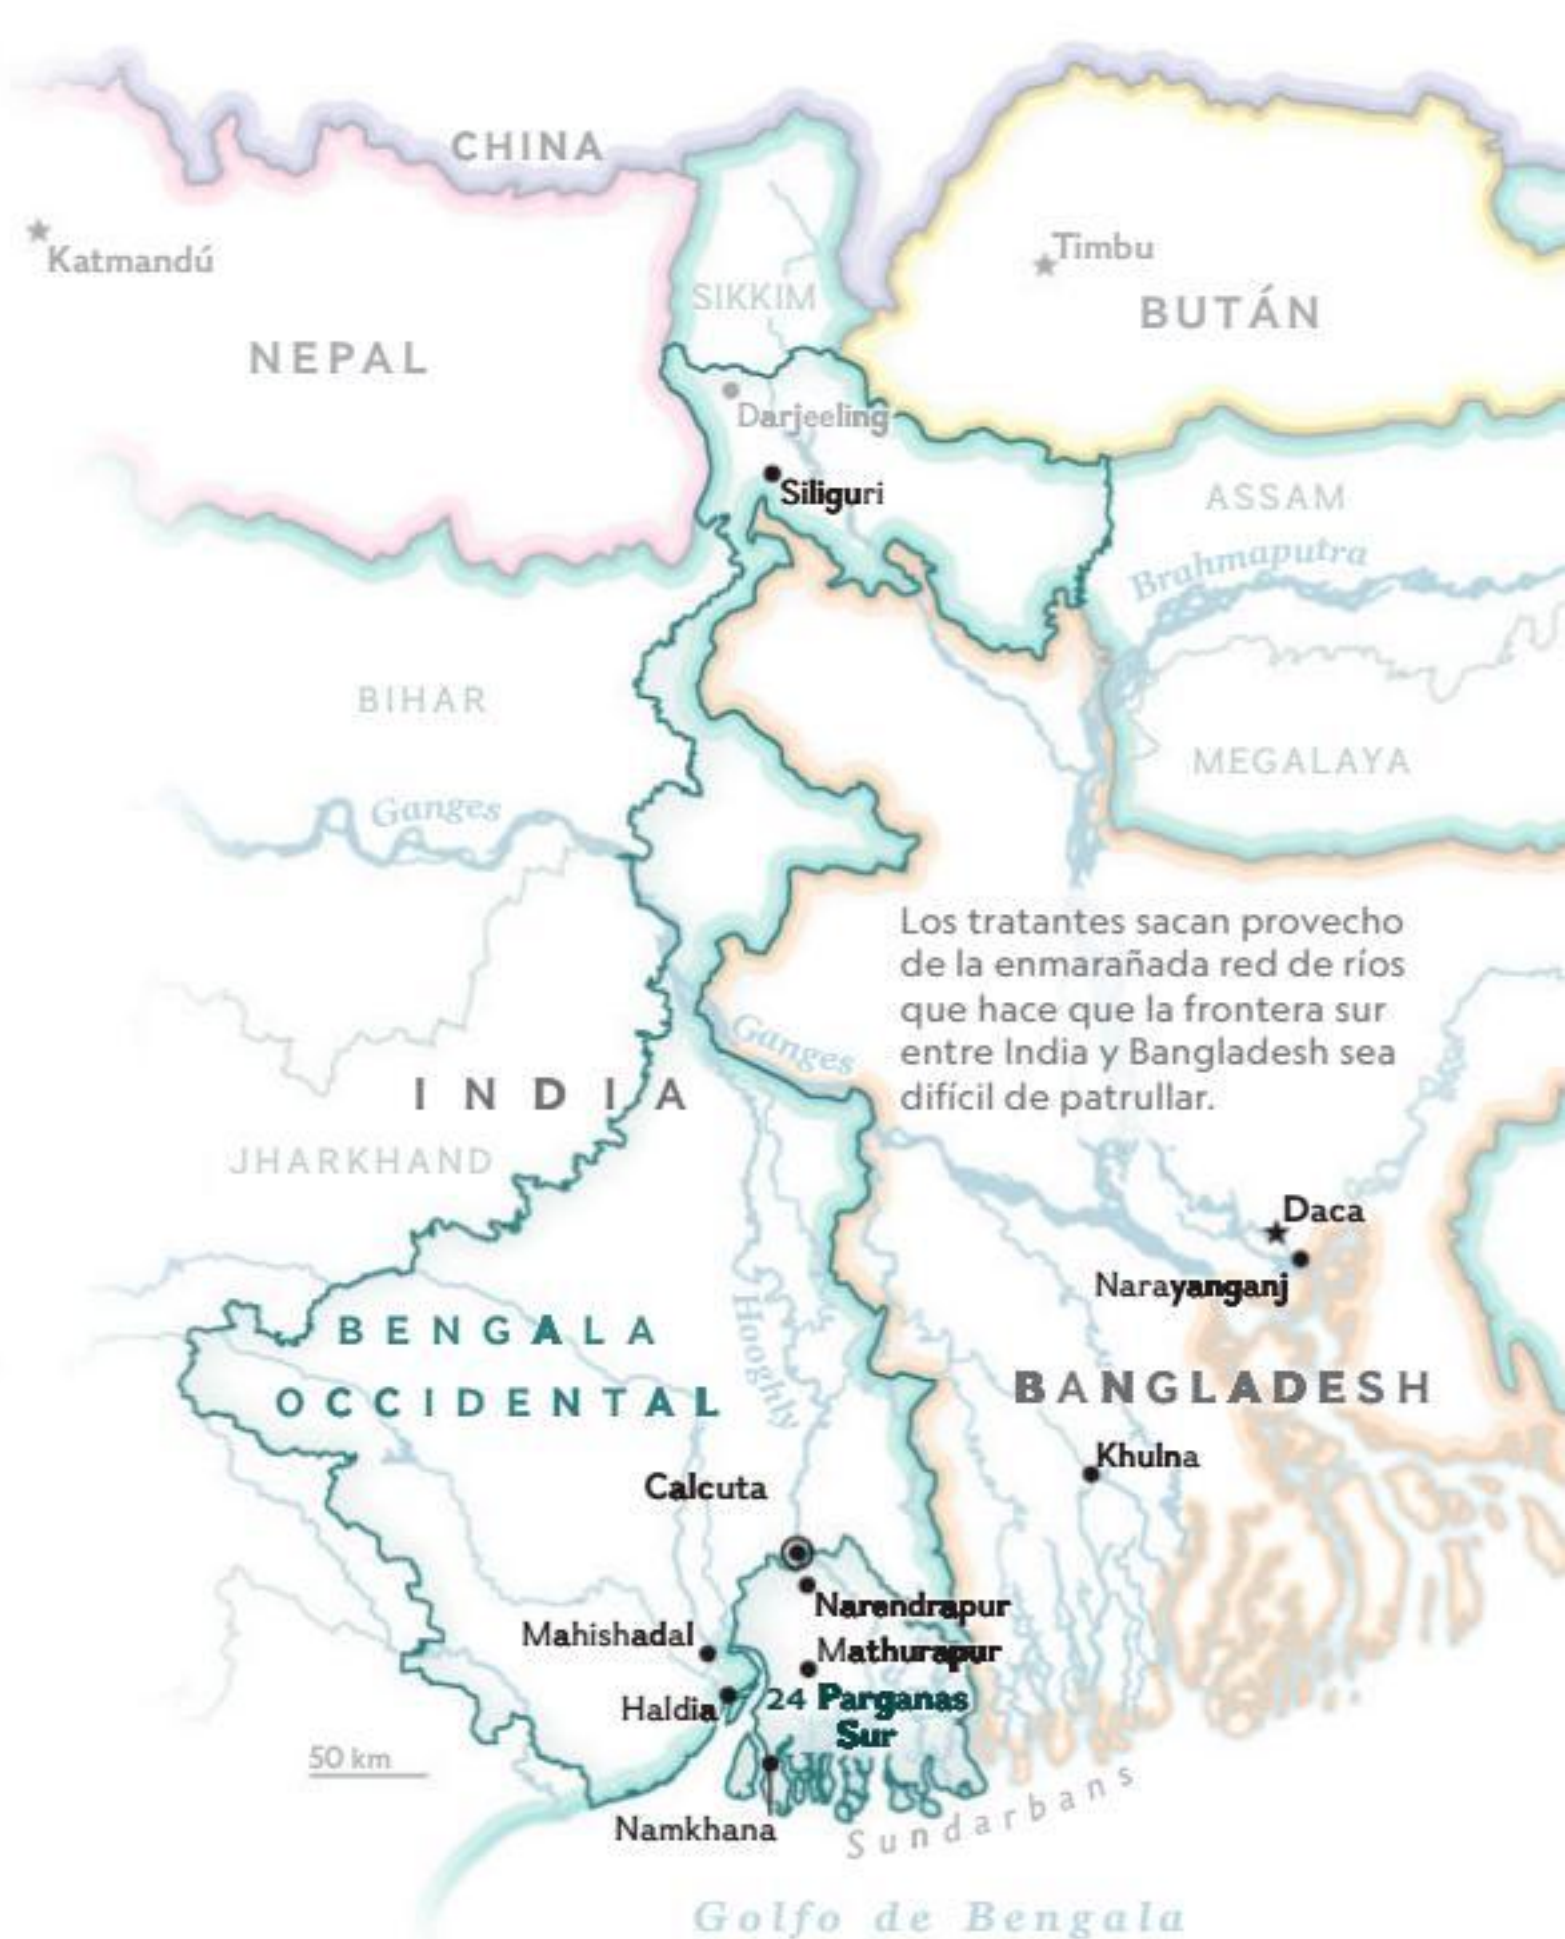 CHINA
Katmandú
Timbu
SIKKIM
BUTÁN
NEPAL
Darjeeling
Siliguri
ASSAM
Brahmaputra
BIHAR
MEGALAYA
Ganges
Los tratantes sacan provecho
de la enmarañada red de ríos
que hace que la frontera sur
entre India y Bangladesh sea
difícil de patrullar.
Ganges
INDIA
JHARKHAND
Daca
Narayanganj
Hooghly
BENGALA
OCCIDENTAL
BANGLADESH
Khulna
Calcuta
Narendrapur
Mahishadal
Mathurapur
Haldia
24 Parganas
Sur
50 km
Namkhana
Sundarbans
Golfo de Bengala